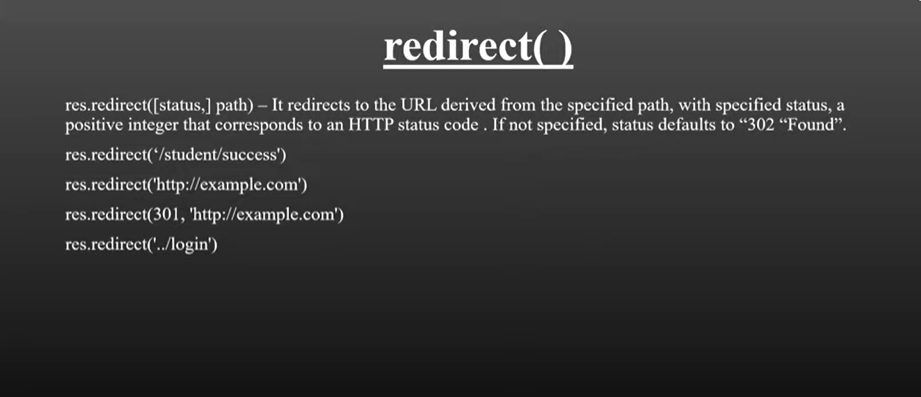 redirect( )
res.redirect([status,] path) – It redirects to the URL derived from the specified path, with specified status, a
positive integer that corresponds to an HTTP status code . If not specified, status defaults to “302 “Found”.
res.redirect(‘/student/success')
res.redirect('http://example.com')
res.redirect(301, 'http://example.com')
res.redirect('../login')